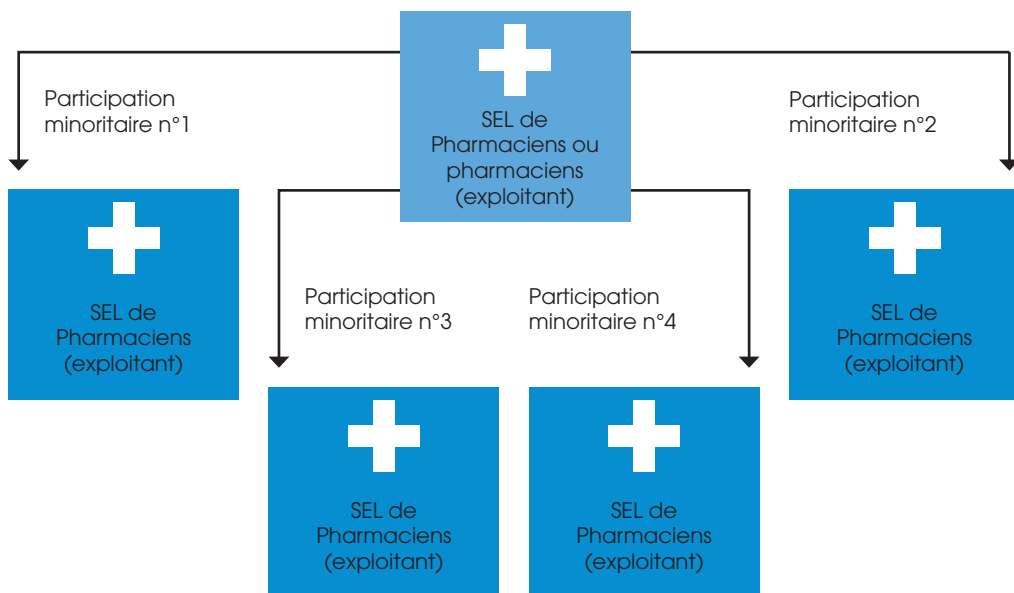 SEL de
Pharmaciens ou
pharmaciens
(exploitant)
Participation
minoritaire n°1
Participation
minoritaire n°2
SEL de
Pharmaciens
(exploitant)
Participation
minoritaire n°3
Participation
minoritaire n°4
SEL de
Pharmaciens
(exploitant)
SEL de
Pharmaciens
(exploitant)
SEL de
Pharmaciens
(exploitant)